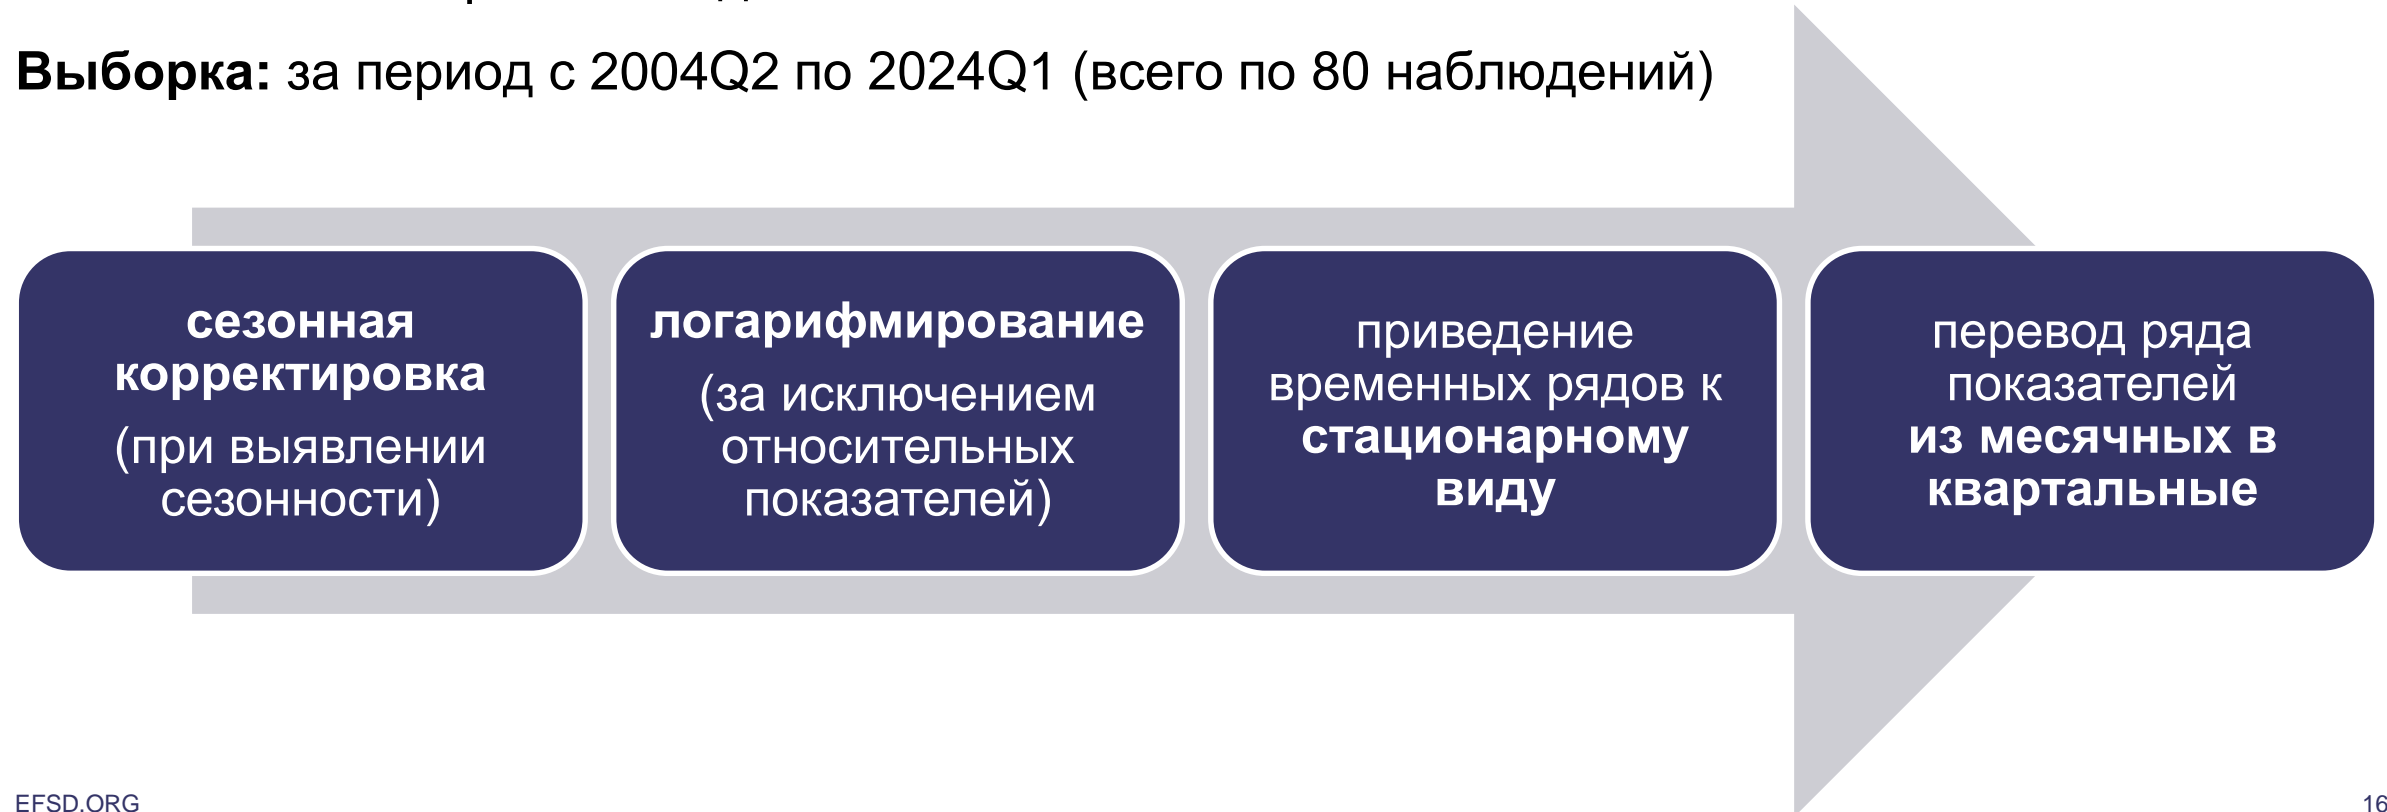 Выборка: за период с 2004Q2 по 2024Q1 (всего по 80 наблюдений)
сезонная
корректировка
(при выявлении
сезонности)
логарифмирование
(за исключением
относительных
показателей)
приведение
временных рядов к
стационарному
виду
перевод ряда
показателей
из месячных в
квартальные
EFSD.ORG
16